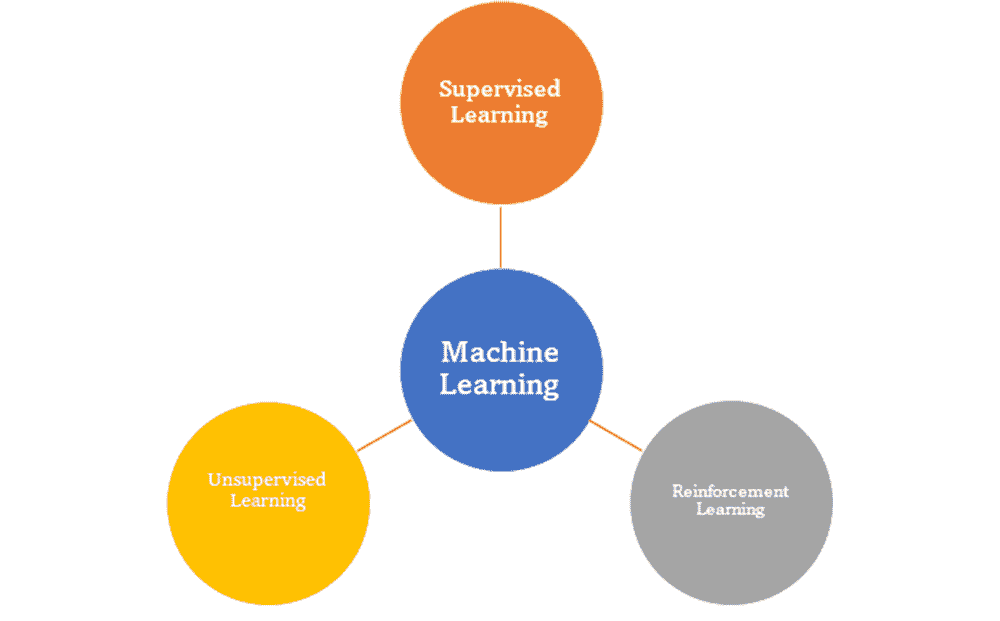 Supervised
Learning
Machine
Learning
Unsupervised
Learning
Reinforcement
Learning